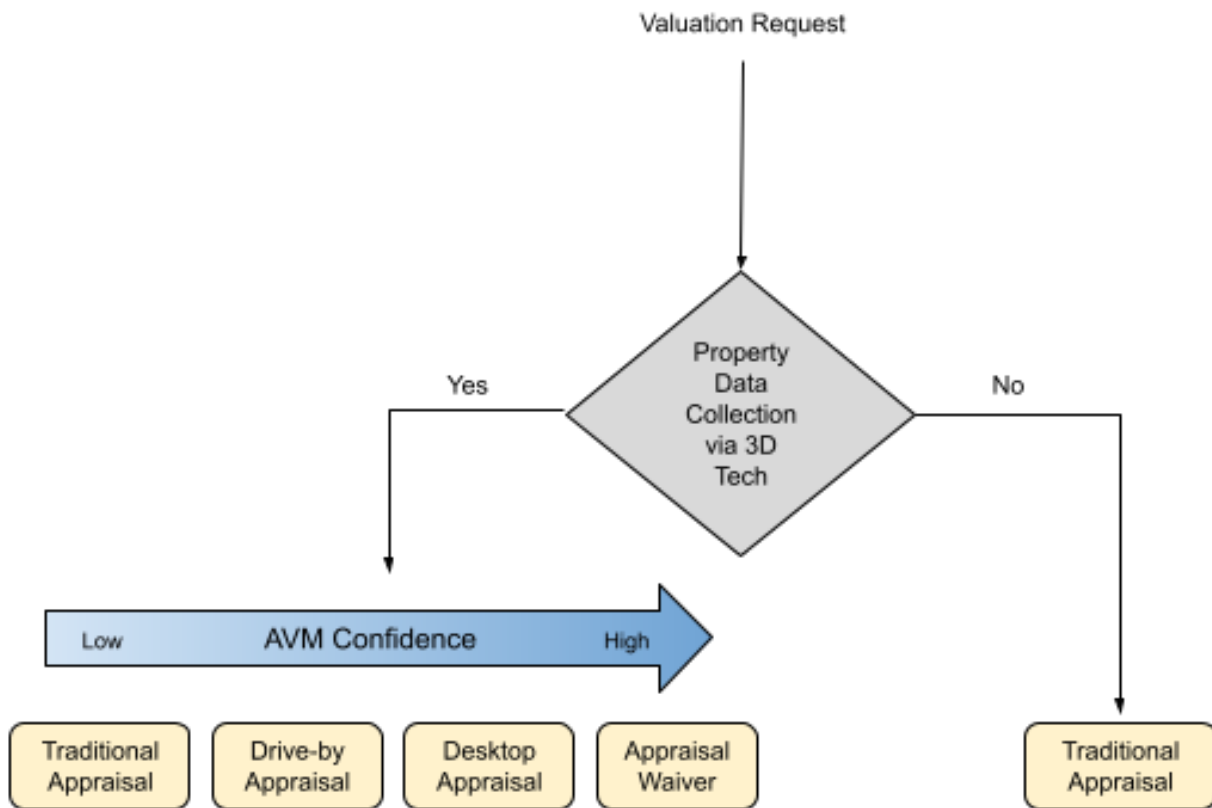 Valuation Request
Property
Data
Collection
via 3D
Tech
Yes
No
Low
AVM Confidence
High
Traditional
Appraisal
Drive-by
Appraisal
Desktop
Appraisal
Appraisal
Waiver
Traditional
Appraisal